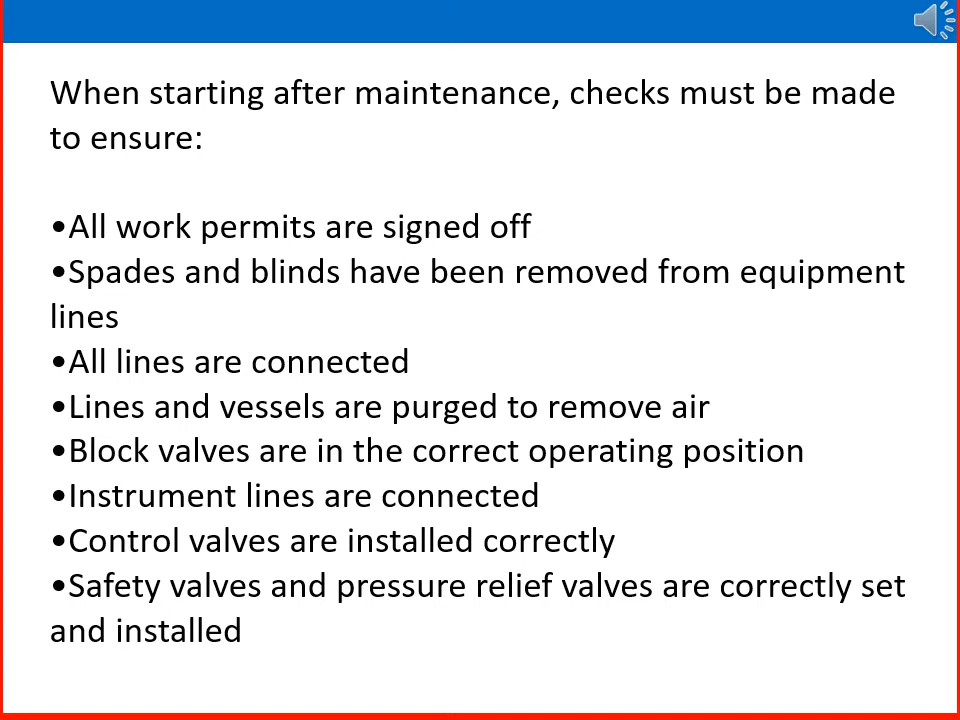 When starting after maintenance, checks must be made
to ensure:
•All work permits are signed off
•Spades and blinds have been removed from equipment
lines
•All lines are connected
•Lines and vessels are purged to remove air
•Block valves are in the correct operating position
•Instrument lines are connected
•Control valves are installed correctly
•Safety valves and pressure relief valves are correctly set
and installed